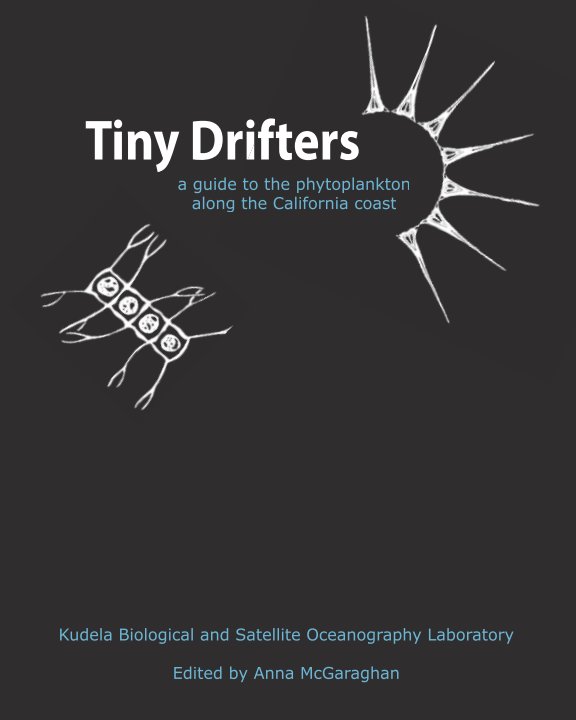 Tiny Drifters
a guide to the phytoplankton
along the California coast
Kudela Biological and Satellite Oceanography Laboratory
Edited by Anna McGaraghan